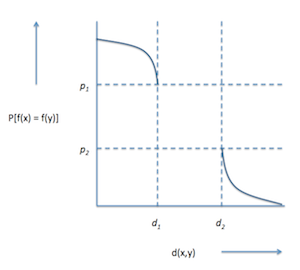 p1
P[f(x) = f(y)]
p2
d1 d2
d(x,y)